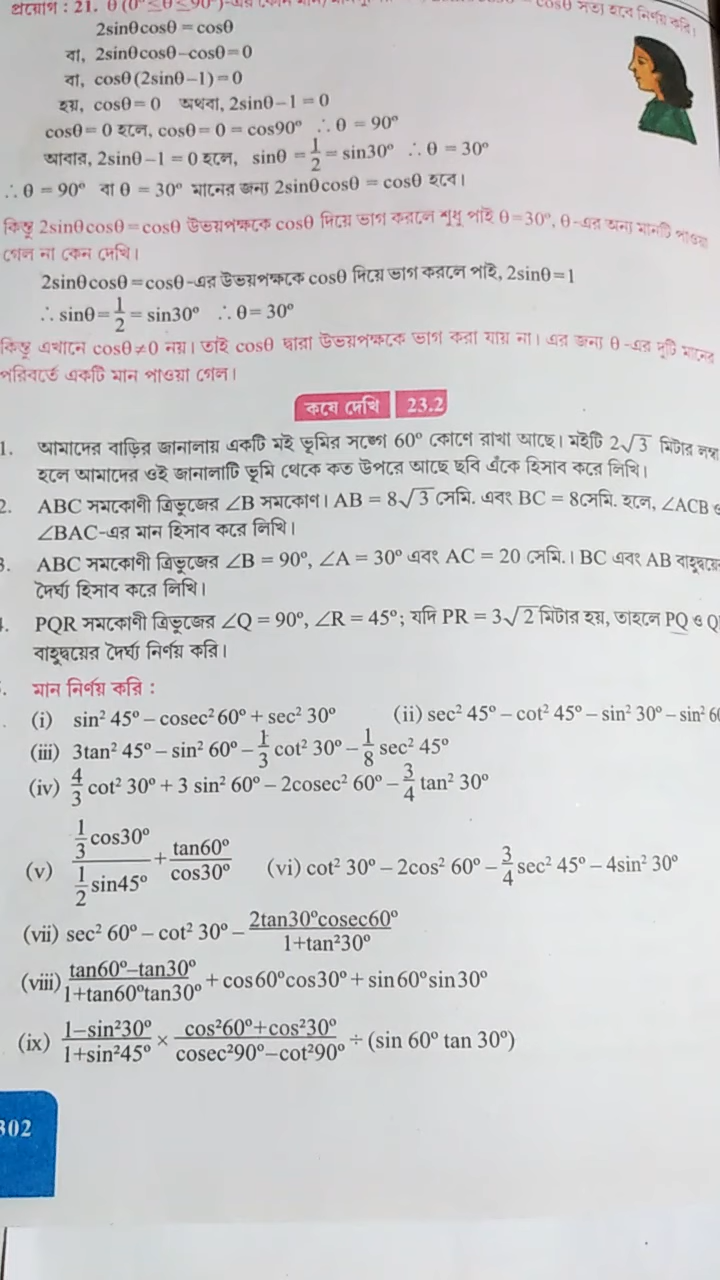 প্রয়োগ : 21. θ (0° ≤ θ ≤ 90°)
2sinθcosθ = cosθ
বা, 2sinθcosθ–cosθ=0
বা, cosθ(2sinθ–1)=0
হয়, cosθ= 0 অথবা, 2sinθ–1 = 0
cosθ= 0 হলে, cosθ= 0 = cos90° ∴ θ = 90°
আবার, 2sinθ–1 = 0 হলে, sinθ = 1/2 = sin30° ∴ θ = 30°
∴ θ = 90° বা θ = 30° মানের জন্য 2sinθcosθ = cosθ হবে।
কিন্তু 2sinθcosθ=cosθ উভয়পক্ষকে cosθ দিয়ে ভাগ করলে শুধু পাই θ=30°, θ-এর অন্য মানটি পাওয়া
গেল না কেন দেখি।
2sinθcosθ=cosθ-এর উভয়পক্ষকে cosθ দিয়ে ভাগ করলে পাই, 2sinθ=1
∴ sinθ= 1/2 = sin30° ∴ θ= 30°
কিন্তু এখানে cosθ≠0 নয়। তাই cosθ দ্বারা উভয়পক্ষকে ভাগ করা যায় না। এর জন্য θ -এর দুটি মানের
পরিবর্তে একটি মান পাওয়া গেল।
কষে দেখি 23.2
1. আমাদের বাড়ির জানালায় একটি মই ভূমির সঙ্গে 60° কোণে রাখা আছে। মইটি 2√3 মিটার লম্বা
হলে আমাদের ওই জানালাটি ভূমি থেকে কত উপরে আছে ছবি এঁকে হিসাব করে লিখি।
2. ABC সমকোণী ত্রিভুজের ∠B সমকোণ। AB = 8√3 সেমি. এবং BC = 8সেমি. হলে, ∠ACB ও
∠BAC-এর মান হিসাব করে লিখি।
3. ABC সমকোণী ত্রিভুজের ∠B = 90°, ∠A = 30° এবং AC = 20 সেমি.। BC এবং AB বাহুদ্বয়ের
দৈর্ঘ্য হিসাব করে লিখি।
4. PQR সমকোণী ত্রিভুজের ∠Q = 90°, ∠R = 45°; যদি PR = 3√2 মিটার হয়, তাহলে PQ ও Q
বাহুদ্বয়ের দৈর্ঘ্য নির্ণয় করি।
মান নির্ণয় করি :
(i) sin² 45° – cosec² 60° + sec² 30° (ii) sec² 45° – cot² 45° – sin² 30° – sin² 6
(iii) 3tan² 45° – sin² 60° – 1/3 cot² 30° – 1/8 sec² 45°
(iv) 4/3 cot² 30° + 3 sin² 60° – 2cosec² 60° – 3/4 tan² 30°
(v) (1/3 cos30°)/(1/2 sin45°) + tan60°/cos30° (vi) cot² 30° – 2cos² 60° – 3/4 sec² 45° – 4sin² 30°
(vii) sec² 60° – cot² 30° – 2tan30°cosec60°/1+tan²30°
(viii) tan60°–tan30°/1+tan60°tan30° + cos60°cos30° + sin60°sin30°
(ix) 1–sin²30°/1+sin²45° × cos²60°+cos²30°/cosec²90°–cot²90° ÷ (sin 60° tan 30°)
302